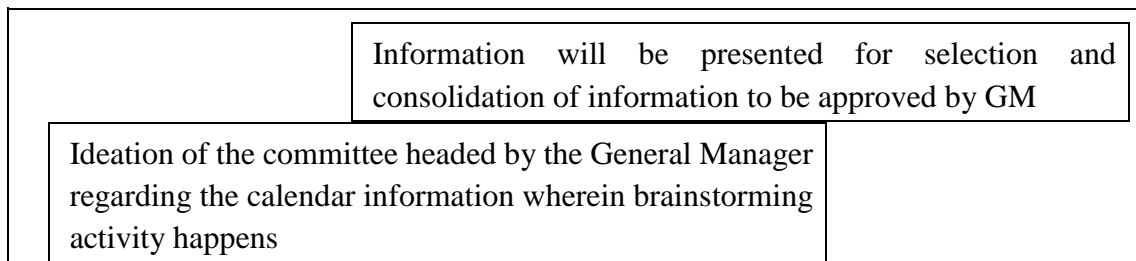 Information will be presented for selection and
consolidation of information to be approved by GM
Ideation of the committee headed by the General Manager
regarding the calendar information wherein brainstorming
activity happens